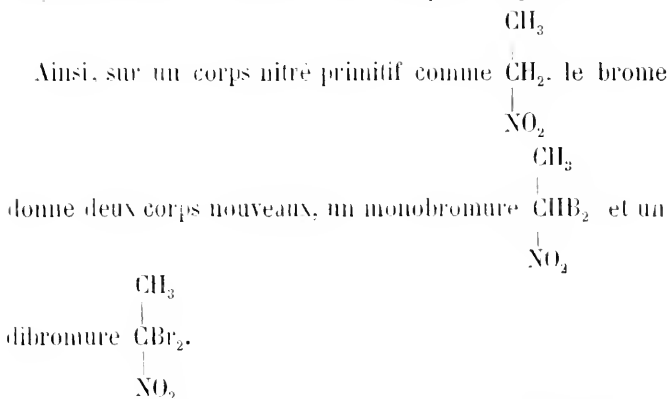 CH₃
|
Ainsi, sur un corps nitré primitif comme CH₂. le brome
|
NO₂
CH₃
|
donne deux corps nouveaux, un monobromure CHB₂ et un
|
NO₂
CH₃
|
dibromure CBr₂.
|
NO₂